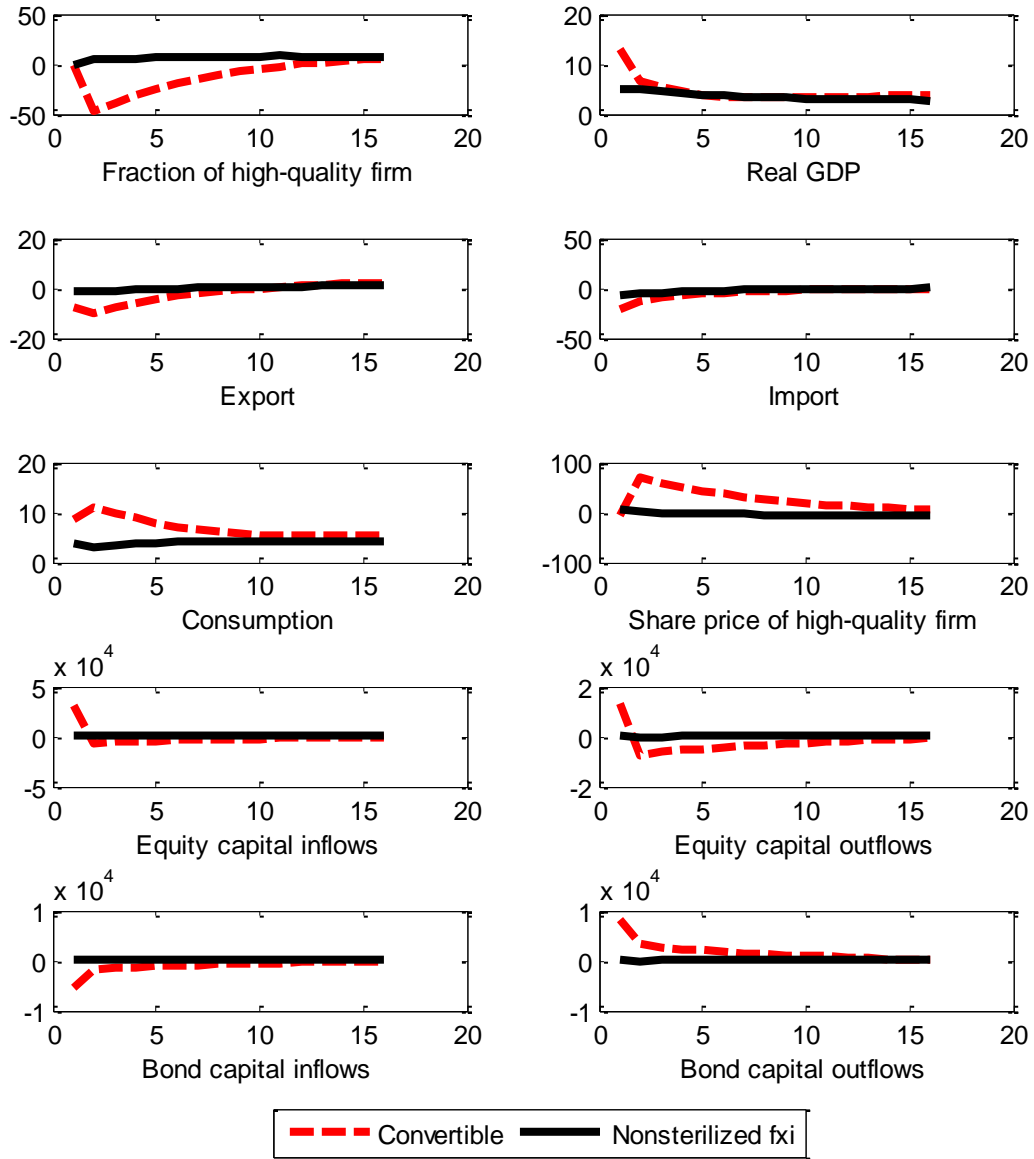 50
0
-50
0 5 10 15 20
Fraction of high-quality firm
20
10
0
0 5 10 15 20
Real GDP
20
0
-20
0 5 10 15 20
Export
50
0
-50
0 5 10 15 20
Import
20
10
0
0 5 10 15 20
Consumption
100
0
-100
0 5 10 15 20
Share price of high-quality firm
x 10^4
5
0
-5
0 5 10 15 20
Equity capital inflows
x 10^4
2
0
-2
0 5 10 15 20
Equity capital outflows
x 10^4
1
0
-1
0 5 10 15 20
Bond capital inflows
x 10^4
1
0
-1
0 5 10 15 20
Bond capital outflows
Convertible Nonsterilized fxi